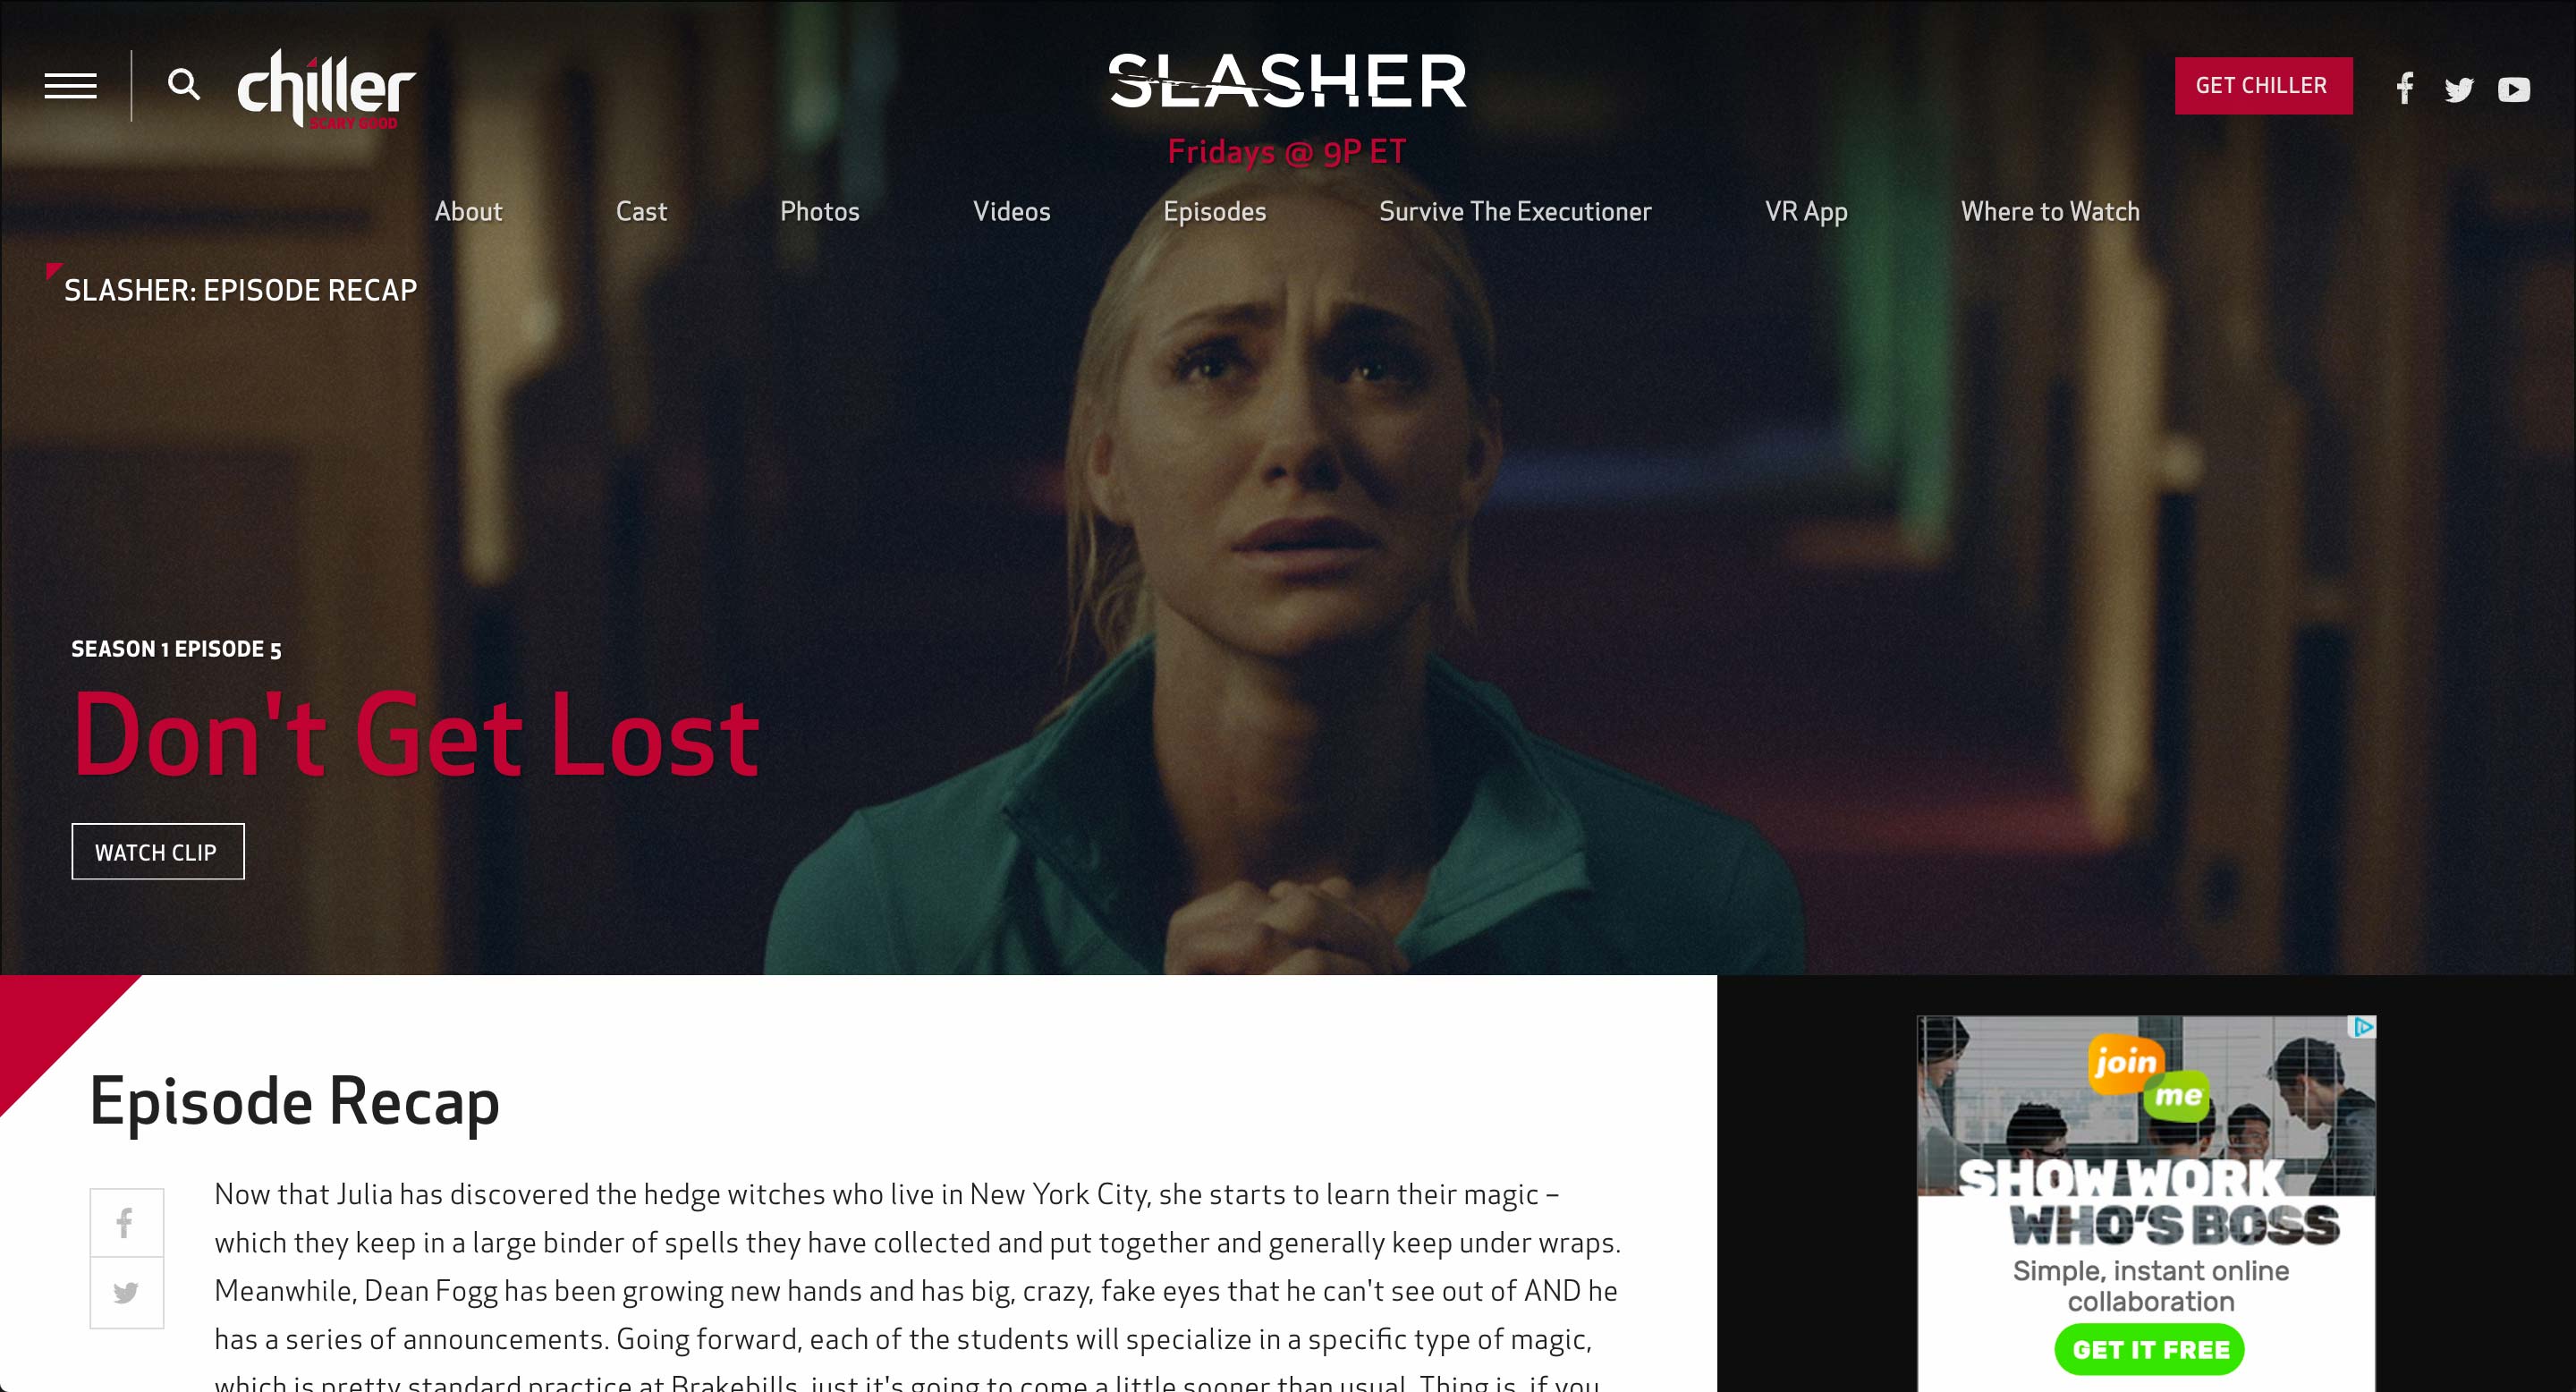 chiller
SCARY GOOD
SLASHER
GET CHILLER
Fridays @ 9P ET
About
Cast
Photos
Videos
Episodes
Survive The Executioner
VR App
Where to Watch
SLASHER: EPISODE RECAP
SEASON 1 EPISODE 5
Don't Get Lost
WATCH CLIP
Episode Recap
Now that Julia has discovered the hedge witches who live in New York City, she starts to learn their magic –
which they keep in a large binder of spells they have collected and put together and generally keep under wraps.
Meanwhile, Dean Fogg has been growing new hands and has big, crazy, fake eyes that he can't see out of AND he
has a series of announcements. Going forward, each of the students will specialize in a specific type of magic,
which is pretty standard practice at Brakebills, just it's going to come a little sooner than usual. Thing is, if you
join
me
SHOW WORK
WHO'S BOSS
Simple, instant online
collaboration
GET IT FREE